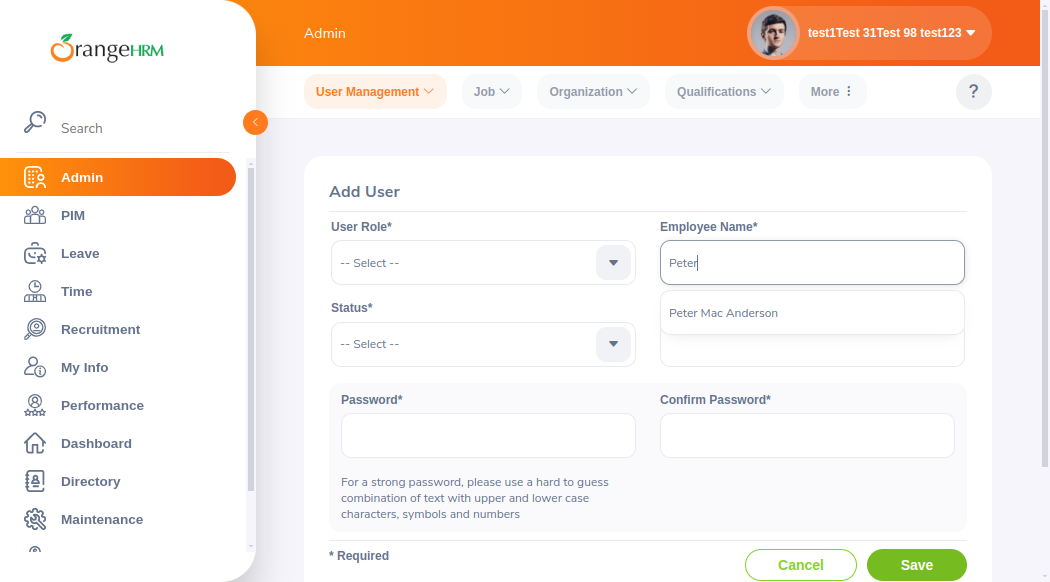 OrangeHRM
Search
Admin
PIM
Leave
Time
Recruitment
My Info
Performance
Dashboard
Directory
Maintenance
Admin
test1Test 31Test 98 test123
User Management
Job
Organization
Qualifications
More
?
Add User
User Role*
-- Select --
Employee Name*
Peter
Peter Mac Anderson
Status*
-- Select --
Password*
Confirm Password*
For a strong password, please use a hard to guess
combination of text with upper and lower case
characters, symbols and numbers
* Required
Cancel
Save